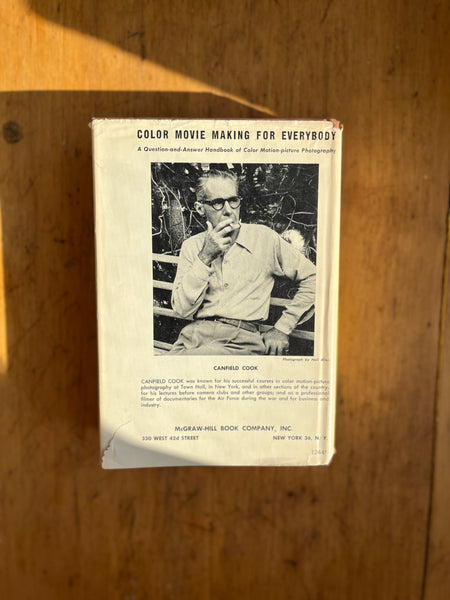 COLOR MOVIE MAKING FOR EVERYBODY
A Question-and-Answer Handbook of Color Motion-picture Photography
Photograph by
CANFIELD COOK
CANFIELD COOK was known for his successful courses in color motion-picture
photography at Town Hall, in New York, and in other sections of the country,
for his lectures before camera clubs and other groups; and as a professional
filmer of documentaries for the Air Force during the war and for business and
industry.
McGRAW-HILL BOOK COMPANY, INC.
330 WEST 42d STREET NEW YORK 36, N. Y.